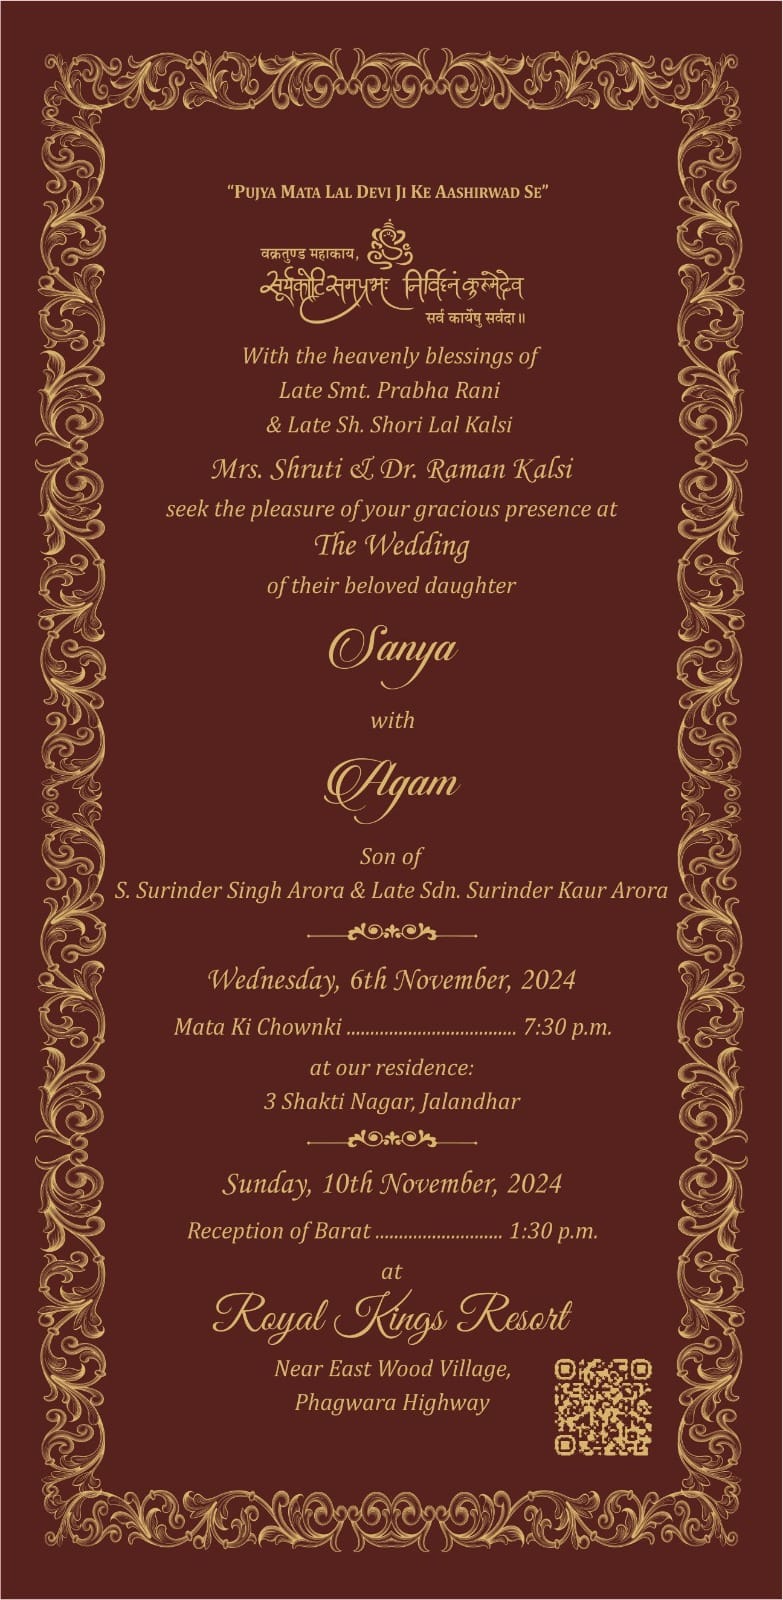 “Pujya Mata Lal Devi Ji Ke Aashirwad Se”
वक्रतुण्ड महाकाय,
सूर्यकोटि समप्रभः निर्विघ्नं कुरुमेदेव
सर्व कार्येषु सर्वदा॥
With the heavenly blessings of
Late Smt. Prabha Rani
& Late Sh. Shori Lal Kalsi
Mrs. Shruti & Dr. Raman Kalsi
seek the pleasure of your gracious presence at
The Wedding
of their beloved daughter
Sanya
with
Agam
Son of
S. Surinder Singh Arora & Late Sdn. Surinder Kaur Arora
Wednesday, 6th November, 2024
Mata Ki Chownki .................................... 7:30 p.m.
at our residence:
3 Shakti Nagar, Jalandhar
Sunday, 10th November, 2024
Reception of Barat ........................... 1:30 p.m.
at
Royal Kings Resort
Near East Wood Village,
Phagwara Highway